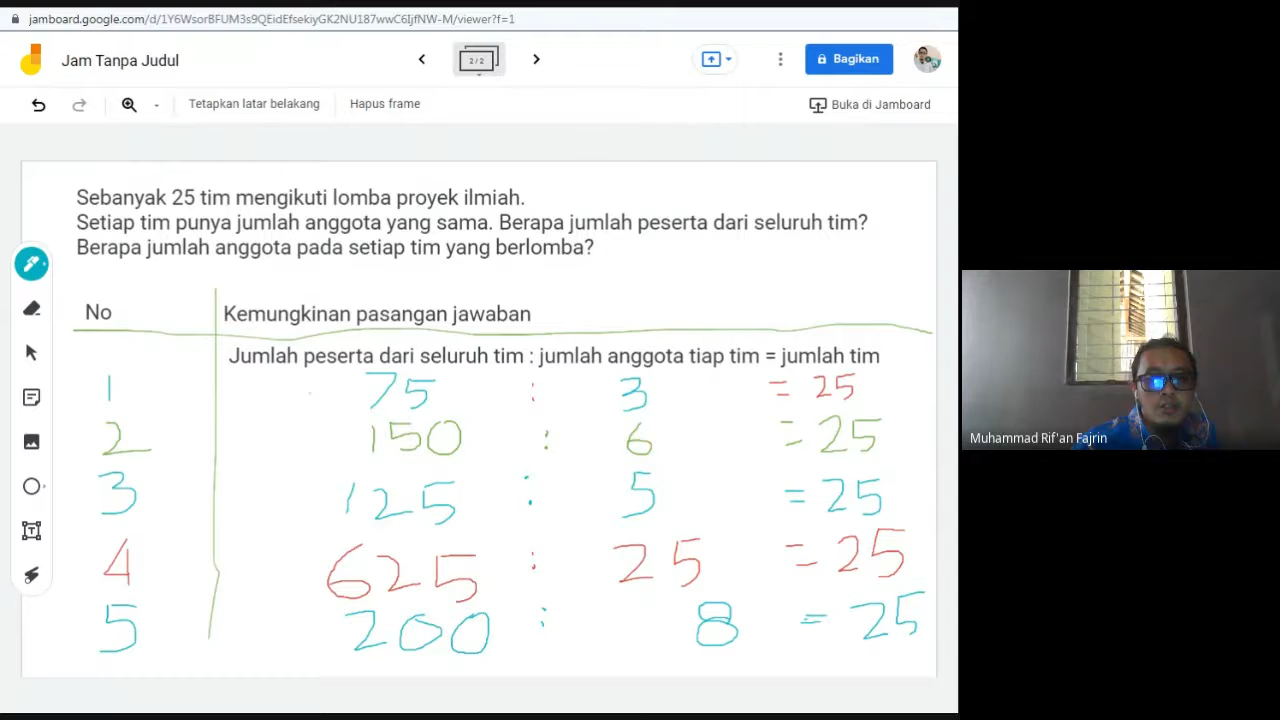 jamboard.google.com/d/1Y6WsorBFUM3s9QEidEfsekiyGK2NU187wwC6IjfNW-M/viewer?f=1
Jam Tanpa Judul
2/2
Bagikan
Tetapkan latar belakang
Hapus frame
Buka di Jamboard
Sebanyak 25 tim mengikuti lomba proyek ilmiah.
Setiap tim punya jumlah anggota yang sama. Berapa jumlah peserta dari seluruh tim?
Berapa jumlah anggota pada setiap tim yang berlomba?
No Kemungkinan pasangan jawaban
Jumlah peserta dari seluruh tim : jumlah anggota tiap tim = jumlah tim
1 75 : 3 = 25
2 150 : 6 = 25
3 125 : 5 = 25
4 625 : 25 = 25
5 200 : 8 = 25
Muhammad Rif'an Fajrin